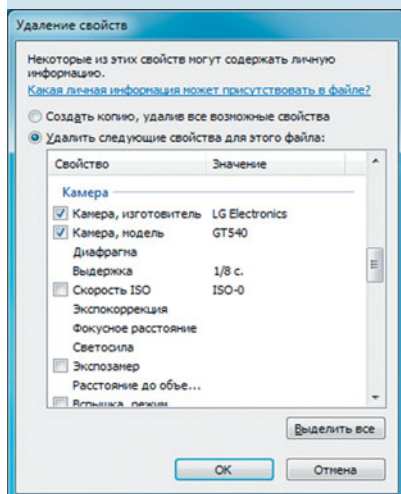 Удаление свойств
Некоторые из этих свойств могут содержать личную
информацию.
Какая личная информация может присутствовать в файле?
Создать копию, удалив все возможные свойства
Удалить следующие свойства для этого файла:
Свойство Значение
Камера
Камера, изготовитель LG Electronics
Камера, модель GT540
Диафрагма
Выдержка 1/8 с.
Скорость ISO ISO-0
Экспокоррекция
Фокусное расстояние
Светосила
Экспозамер
Расстояние до объе...
Вспышка, режим
Выделить все
ОК Отмена